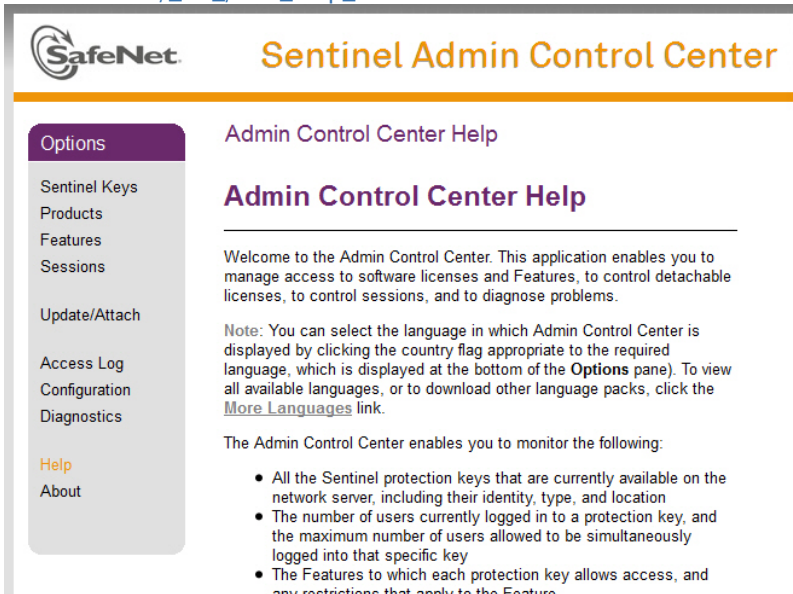 SafeNet.
Sentinel Admin Control Center
Options
Sentinel Keys
Products
Features
Sessions
Update/Attach
Access Log
Configuration
Diagnostics
Help
About
Admin Control Center Help
Admin Control Center Help
Welcome to the Admin Control Center. This application enables you to
manage access to software licenses and Features, to control detachable
licenses, to control sessions, and to diagnose problems.
Note: You can select the language in which Admin Control Center is
displayed by clicking the country flag appropriate to the required
language, which is displayed at the bottom of the Options pane). To view
all available languages, or to download other language packs, click the
More Languages link.
The Admin Control Center enables you to monitor the following:
● All the Sentinel protection keys that are currently available on the
network server, including their identity, type, and location
● The number of users currently logged in to a protection key, and
the maximum number of users allowed to be simultaneously
logged into that specific key
● The Features to which each protection key allows access, and
any restrictions that apply to the Feature